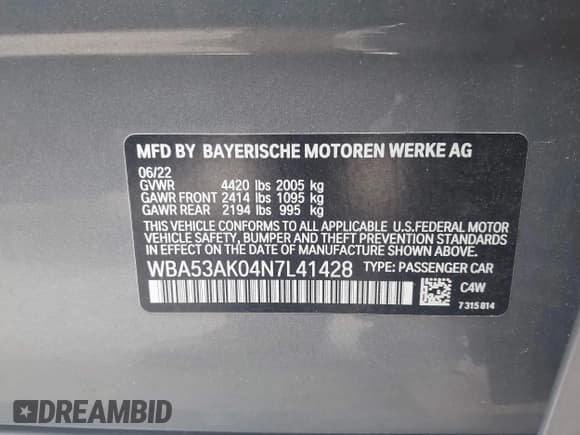 MFD BY BAYERISCHE MOTOREN WERKE AG
06/22
GVWR 4420 lbs 2005 kg
GAWR FRONT 2414 lbs 1095 kg
GAWR REAR 2194 lbs 995 kg
THIS VEHICLE CONFORMS TO ALL APPLICABLE U.S.FEDERAL MOTOR
VEHICLE SAFETY, BUMPER AND THEFT PREVENTION STANDARDS IN
EFFECT ON THE DATE OF MANUFACTURE SHOWN ABOVE.
WBA53AK04N7L41428 TYPE: PASSENGER CAR
C4W
7315814
DREAMBID